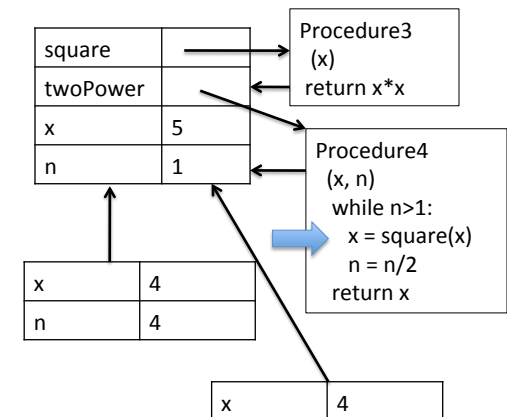 square
twoPower
x 5
n 1
Procedure3
(x)
return x*x
Procedure4
(x, n)
while n>1:
x = square(x)
n = n/2
return x
x 4
n 4
x 4